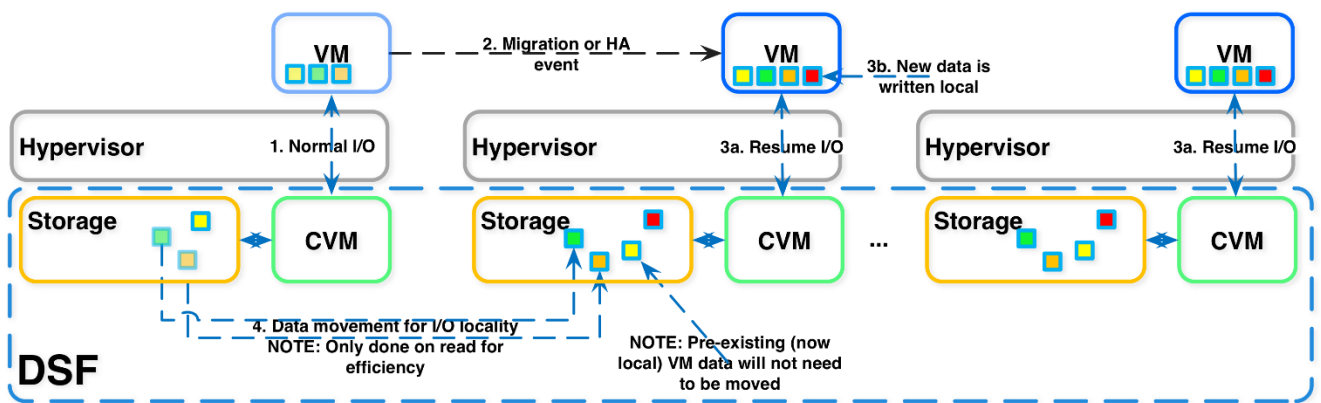 VM
2. Migration or HA
event
VM
3b. New data is
written local
VM
Hypervisor
1. Normal I/O
Hypervisor
3a. Resume I/O
Hypervisor
3a. Resume I/O
Storage
CVM
Storage
CVM
...
Storage
CVM
4. Data movement for I/O locality
NOTE: Only done on read for
efficiency
NOTE: Pre-existing (now
local) VM data will not need
to be moved
DSF